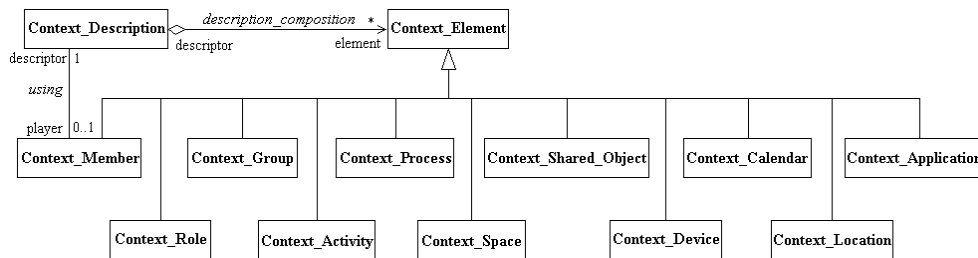 description_composition *
Context_Description
Context_Element
descriptor
element
descriptor 1
using
player 0..1
Context_Member
Context_Group
Context_Process
Context_Shared_Object
Context_Calendar
Context_Application
Context_Role
Context_Activity
Context_Space
Context_Device
Context_Location